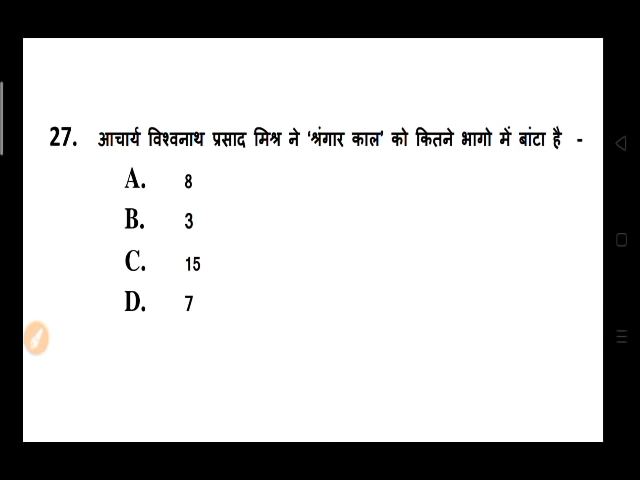 27. आचार्य विश्वनाथ प्रसाद मिश्र ने ‘श्रंगार काल’ को कितने भागो में बांटा है -
A. 8
B. 3
C. 15
D. 7